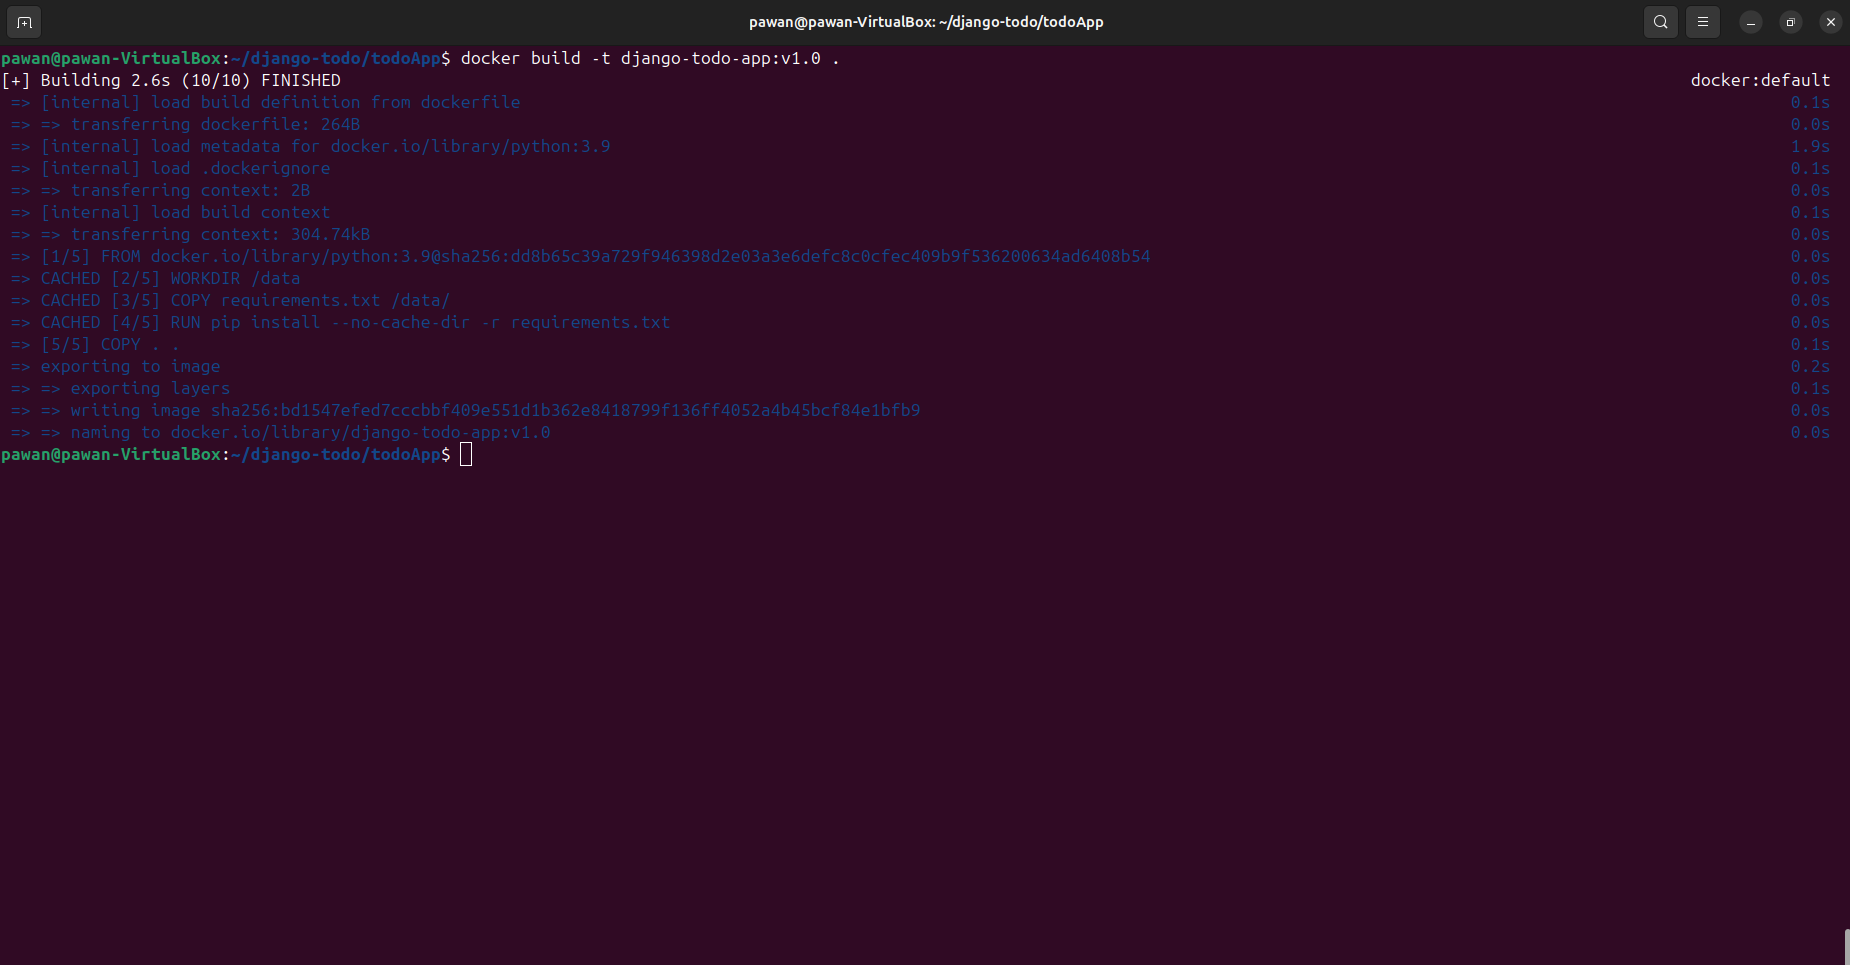 pawan@pawan-VirtualBox: ~/django-todo/todoApp
pawan@pawan-VirtualBox:~/django-todo/todoApp$ docker build -t django-todo-app:v1.0 .
[+] Building 2.6s (10/10) FINISHED docker:default
=> [internal] load build definition from dockerfile 0.1s
=> => transferring dockerfile: 264B 0.0s
=> [internal] load metadata for docker.io/library/python:3.9 1.9s
=> [internal] load .dockerignore 0.1s
=> => transferring context: 2B 0.0s
=> [internal] load build context 0.1s
=> => transferring context: 304.74kB 0.0s
=> [1/5] FROM docker.io/library/python:3.9@sha256:dd8b65c39a729f946398d2e03a3e6defc8c0cfec409b9f536200634ad6408b54 0.0s
=> CACHED [2/5] WORKDIR /data 0.0s
=> CACHED [3/5] COPY requirements.txt /data/ 0.0s
=> CACHED [4/5] RUN pip install --no-cache-dir -r requirements.txt 0.0s
=> [5/5] COPY . . 0.1s
=> exporting to image 0.2s
=> => exporting layers 0.1s
=> => writing image sha256:bd1547efed7cccbbf409e551d1b362e8418799f136ff4052a4b45bcf84e1bfb9 0.0s
=> => naming to docker.io/library/django-todo-app:v1.0 0.0s
pawan@pawan-VirtualBox:~/django-todo/todoApp$